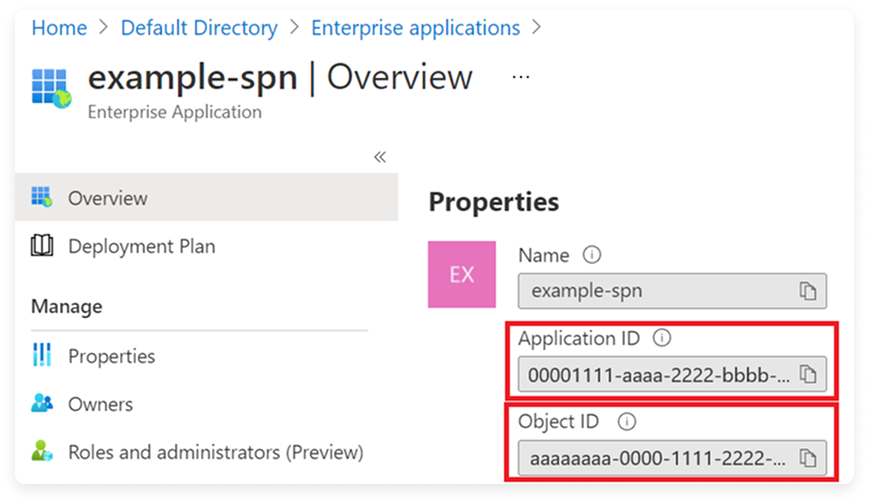 Home > Default Directory > Enterprise applications >
example-spn | Overview ...
Enterprise Application
«
Overview
Deployment Plan
Manage
Properties
Owners
Roles and administrators (Preview)
Properties
EX
Name
example-spn
Application ID
00001111-aaaa-2222-bbbb-...
Object ID
aaaaaaaa-0000-1111-2222-...